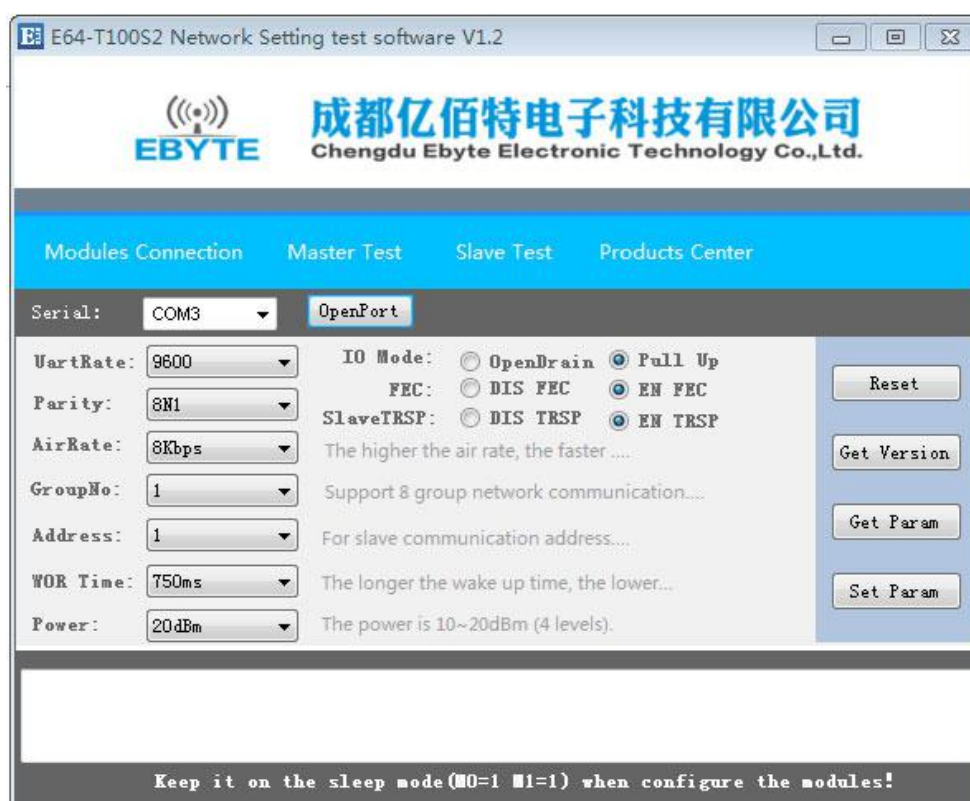 E64-T100S2 Network Setting test software V1.2
成都亿佰特电子科技有限公司
EBYTE
Chengdu Ebyte Electronic Technology Co.,Ltd.
Modules Connection Master Test Slave Test Products Center
Serial: COM3 OpenPort
UartRate: 9600 IO Mode: OpenDrain Pull Up
FEC: DIS FEC EN FEC Reset
Parity: 8N1
SlaveTRSP: DIS TRSP EN TRSP
AirRate: 8Kbps The higher the air rate, the faster .... Get Version
GroupNo: 1 Support 8 group network communication....
Address: 1 For slave communication address.... Get Param
WOR Time: 750ms The longer the wake up time, the lower... Set Param
Power: 20dBm The power is 10~20dBm (4 levels).
Keep it on the sleep mode(M0=1 M1=1) when configure the modules!